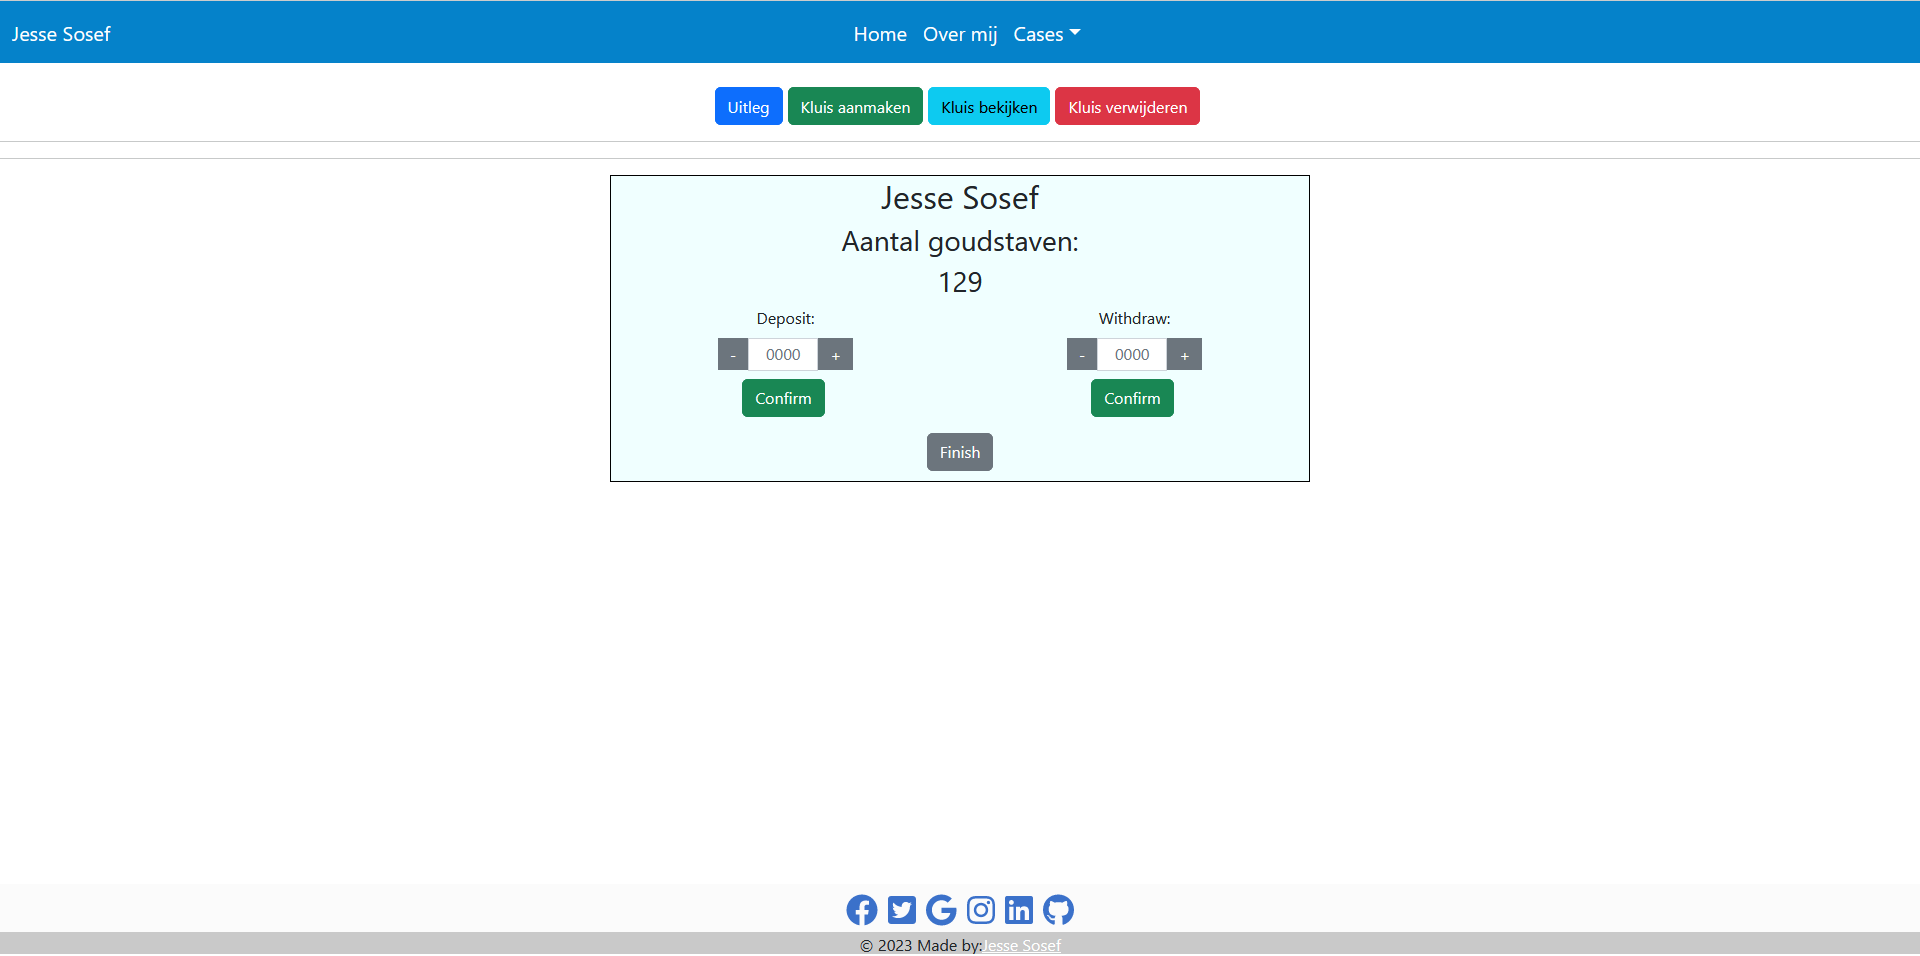 Jesse Sosef Home Over mij Cases
Uitleg Kluis aanmaken Kluis bekijken Kluis verwijderen
Jesse Sosef
Aantal goudstaven:
129
Deposit: Withdraw:
- 0000 + - 0000 +
Confirm Confirm
Finish
© 2023 Made by:Jesse Sosef